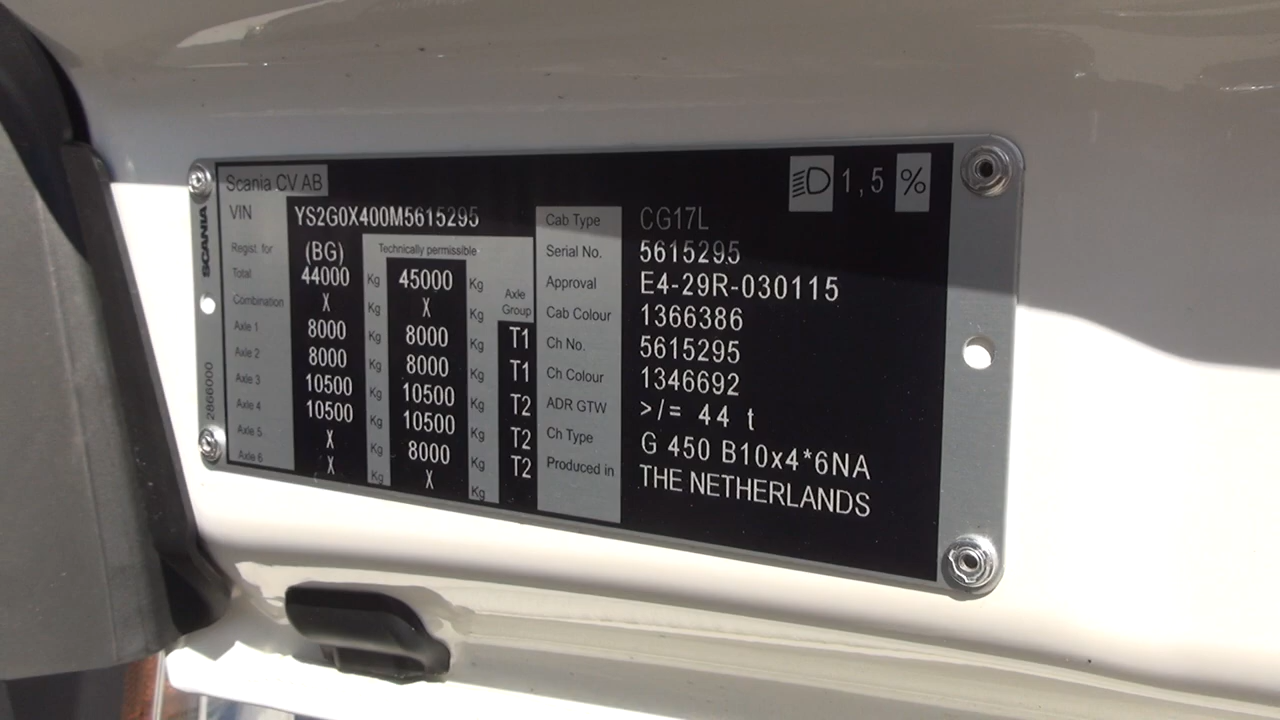 Scania CV AB
1,5 %
VIN YS2G0X400M5615295
Regist. for (BG) Technically permissible
Total 44000 Kg 45000 Kg Axle Group
Combination X Kg X Kg
Axle 1 8000 Kg 8000 Kg T1
Axle 2 8000 Kg 8000 Kg T1
Axle 3 10500 Kg 10500 Kg T2
Axle 4 10500 Kg 10500 Kg T2
Axle 5 X Kg 8000 Kg T2
Axle 6 X Kg X Kg
Cab Type CG17L
Serial No. 5615295
Approval E4-29R-030115
Cab Colour 1366386
Ch No. 5615295
Ch Colour 1346692
ADR GTW >/= 44 t
Ch Type G 450 B10x4*6NA
Produced in THE NETHERLANDS
SCANIA
2866000